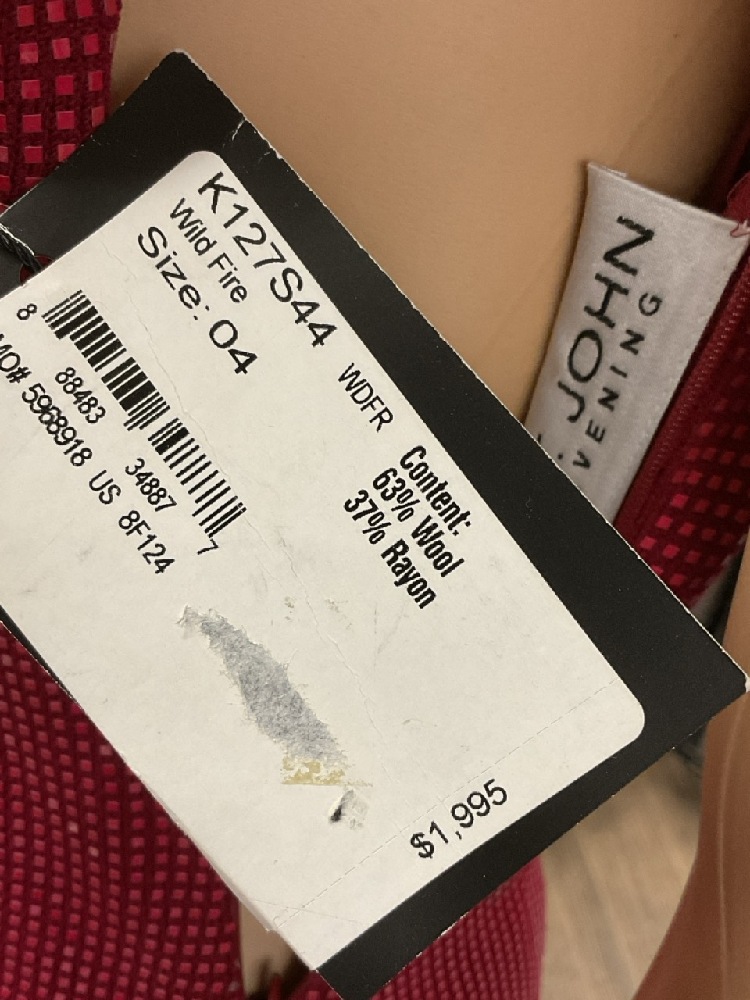 K127S44 WDFR
Wild Fire
Size: 04
8 88483 34887 7
MO# 5968918 US 8F124
Content:
63% Wool
37% Rayon
$1,995
. JOHN
VENING